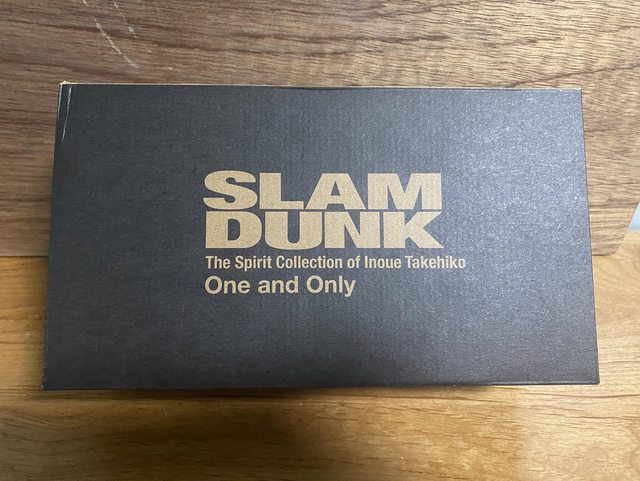 SLAM
DUNK
The Spirit Collection of Inoue Takehiko
One and Only